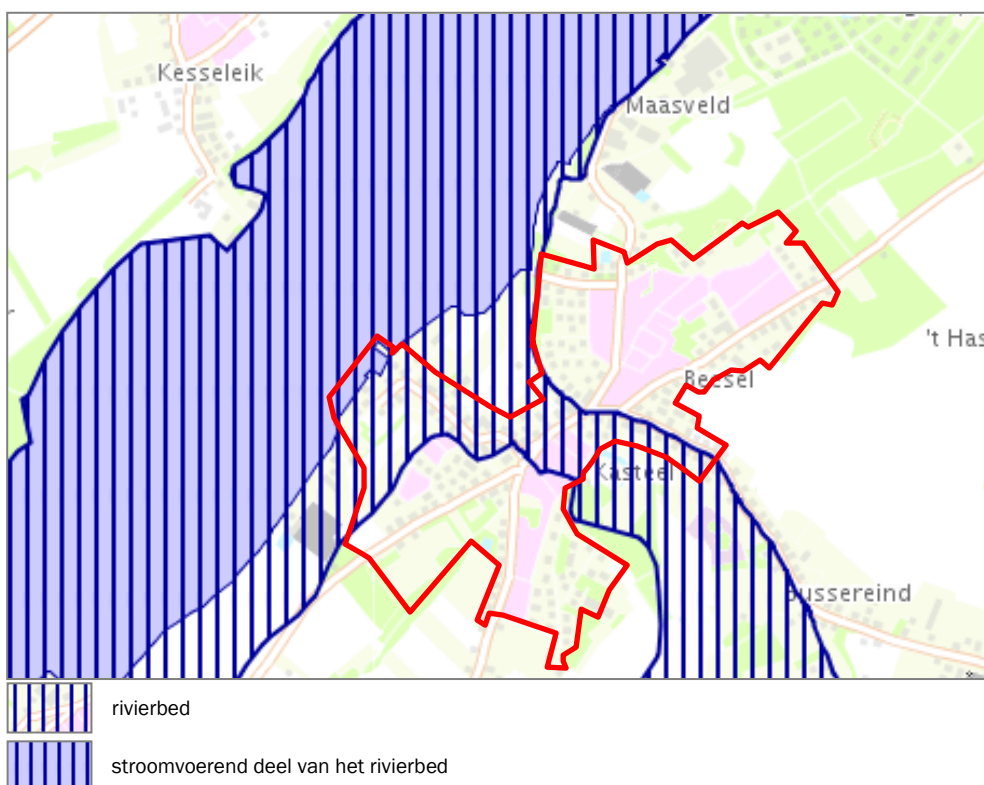 Kesseleik
Maasveld
't Has
Beesel
Kasteel
Bussereind
rivierbed
stroomvoerend deel van het rivierbed